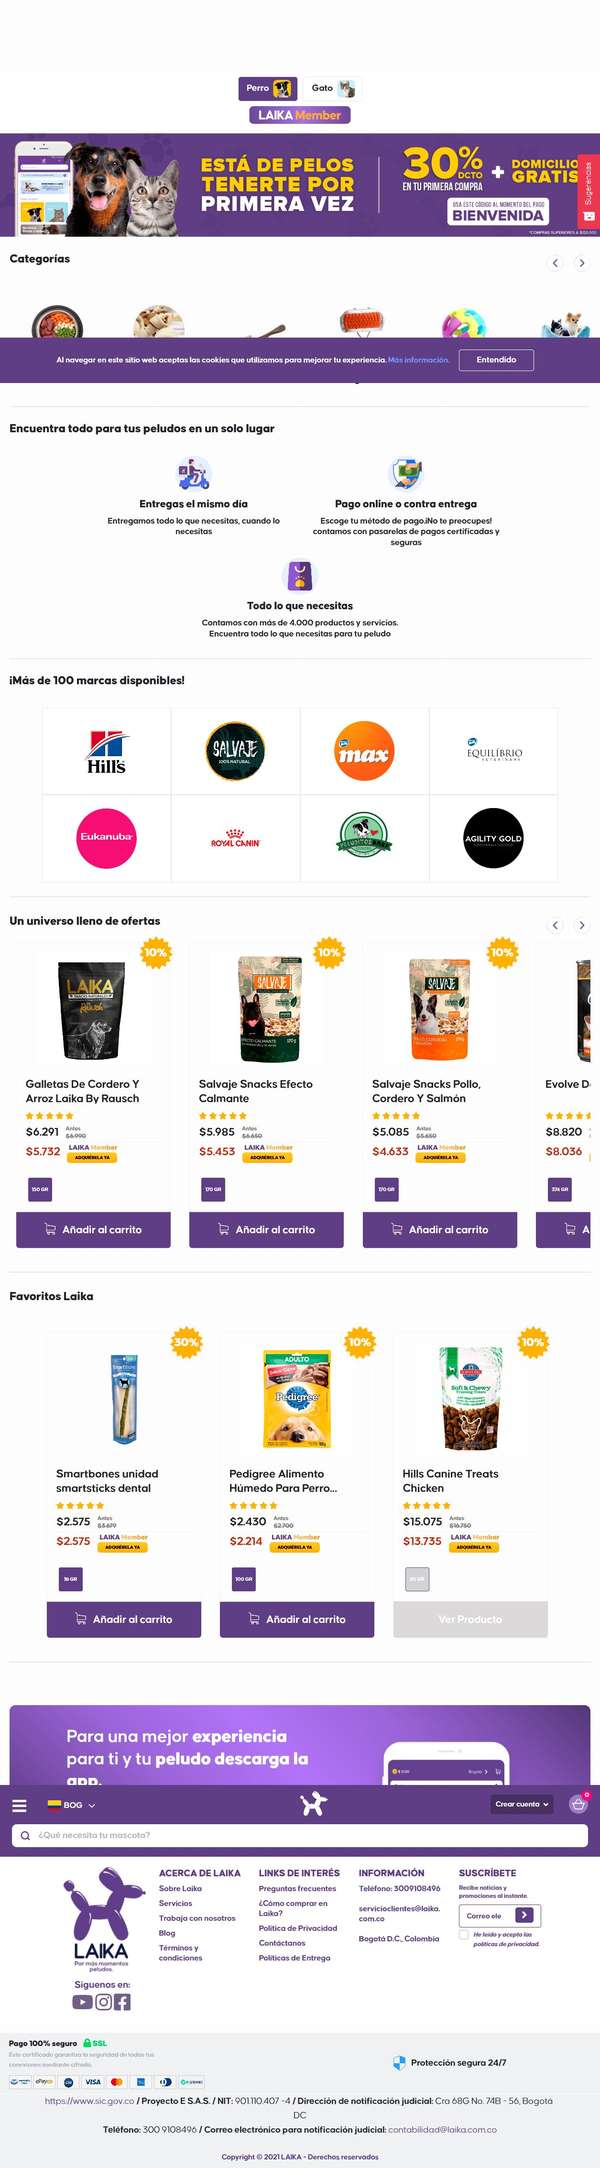 Perro
Gato
LAIKA Member
ESTÁ DE PELOS
TENERTE POR
PRIMERA VEZ
30% DCTO
EN TU PRIMERA COMPRA
+ DOMICILIO
GRATIS
USA ESTE CÓDIGO AL MOMENTO DEL PAGO
BIENVENIDA
Sugerencias
Categorías
Al navegar en este sitio web aceptas las cookies que utilizamos para mejorar tu experiencia. Más información.
Entendido
Encuentra todo para tus peludos en un solo lugar
Entregas el mismo día
Entregamos todo lo que necesitas, cuando lo
necesitas
Pago online o contra entrega
Escoge tu método de pago.¡No te preocupes!
contamos con pasarelas de pagos certificadas y
seguras
Todo lo que necesitas
Contamos con más de 4.000 productos y servicios.
Encuentra todo lo que necesitas para tu peludo
¡Más de 100 marcas disponibles!
Hill's
SALVAJE
100% NATURAL
max
EQUILÍBRIO
VETERINARY
Eukanuba
ROYAL CANIN
AGILITY GOLD
Un universo lleno de ofertas
10%
10%
10%
LAIKA
Rausch
SALVAJE
SALVAJE
Galletas De Cordero Y
Arroz Laika By Rausch
$6.291 Antes $6.990
$5.732 LAIKA Member
ADQUIÉRELA YA
150 GR
Añadir al carrito
Salvaje Snacks Efecto
Calmante
$5.985 Antes $6.650
$5.453 LAIKA Member
ADQUIÉRELA YA
170 GR
Añadir al carrito
Salvaje Snacks Pollo,
Cordero Y Salmón
$5.085 Antes $5.650
$4.633 LAIKA Member
ADQUIÉRELA YA
170 GR
Añadir al carrito
Evolve D
$8.820
$8.036
374 GR
A
Favoritos Laika
30%
10%
10%
ADULTO
Pedigree
Soft & Chewy
Smartbones unidad
smartsticks dental
$2.575 Antes $3.679
$2.575 LAIKA Member
ADQUIÉRELA YA
16 GR
Añadir al carrito
Pedigree Alimento
Húmedo Para Perro...
$2.430 Antes $2.700
$2.214 LAIKA Member
ADQUIÉRELA YA
100 GR
Añadir al carrito
Hills Canine Treats
Chicken
$15.075 Antes $16.750
$13.735 LAIKA Member
ADQUIÉRELA YA
Ver Producto
Para una mejor experiencia
para ti y tu peludo descarga la
app.
BOG
Crear cuenta
0
¿Qué necesita tu mascota?
LAIKA
Por más momentos
peludos.
Síguenos en:
ACERCA DE LAIKA
Sobre Laika
Servicios
Trabaja con nosotros
Blog
Términos y
condiciones
LINKS DE INTERÉS
Preguntas frecuentes
¿Cómo comprar en
Laika?
Política de Privacidad
Contáctanos
Políticas de Entrega
INFORMACIÓN
Teléfono: 3009108496
servicioclientes@laika.
com.co
Bogotá D.C., Colombia
SUSCRÍBETE
Recibe noticias y
promociones al instante.
Correo ele
He leído y acepto las
políticas de privacidad.
Pago 100% seguro SSL
Este certificado garantiza la seguridad de todas tus
conexiones mediante cifrado.
VISA
Protección segura 24/7
https://www.sic.gov.co / Proyecto E S.A.S. / NIT: 901.110.407 -4 / Dirección de notificación judicial: Cra 68G No. 74B - 56, Bogotá
DC
Teléfono: 300 9108496 / Correo electrónico para notificación judicial: contabilidad@laika.com.co
Copyright © 2021 LAIKA - Derechos reservados